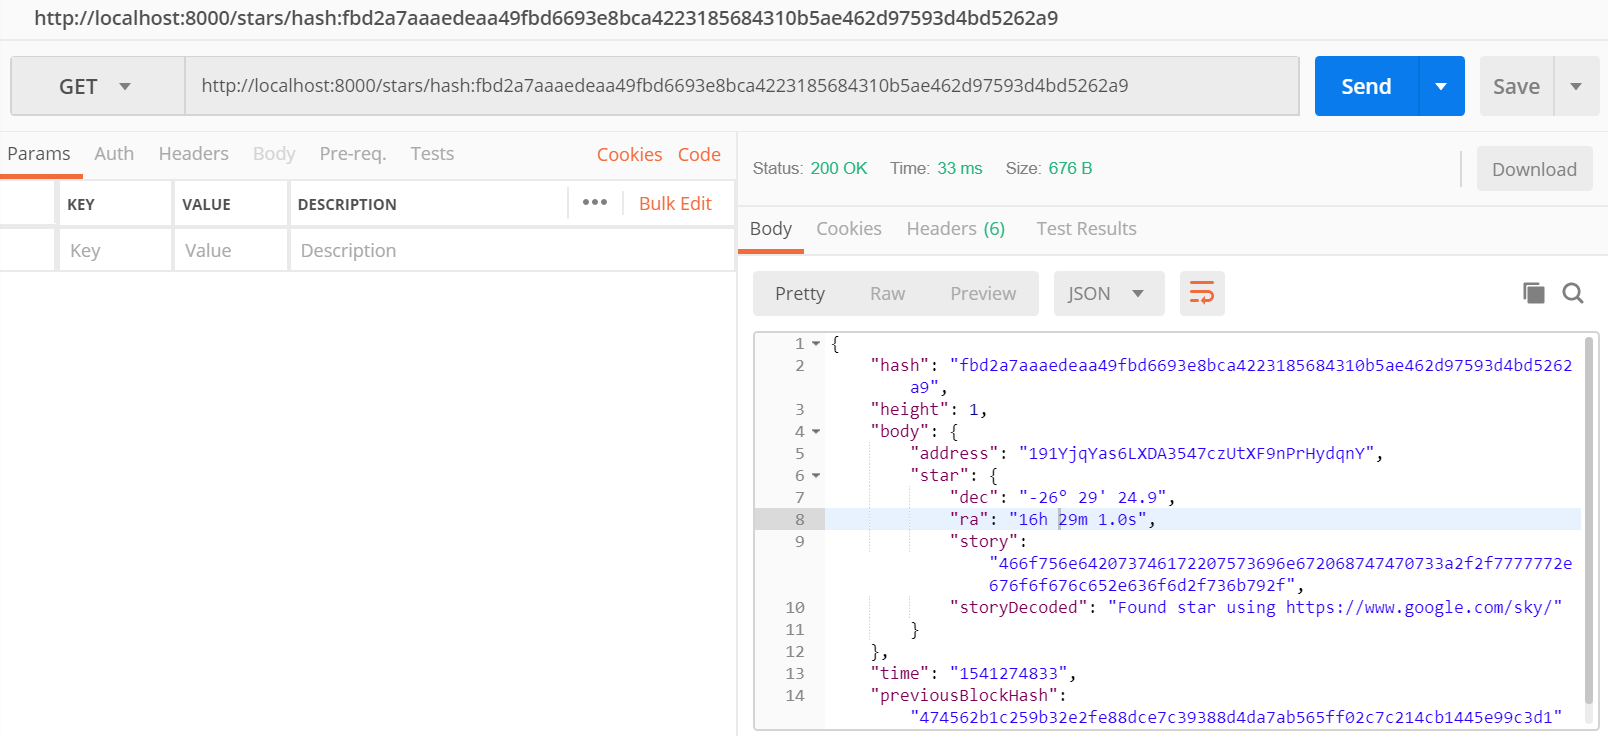 http://localhost:8000/stars/hash:fbd2a7aaaedeaa49fbd6693e8bca4223185684310b5ae462d97593d4bd5262a9
GET http://localhost:8000/stars/hash:fbd2a7aaaedeaa49fbd6693e8bca4223185684310b5ae462d97593d4bd5262a9 Send Save
Params Auth Headers Body Pre-req. Tests Cookies Code
KEY VALUE DESCRIPTION ••• Bulk Edit
Key Value Description
Status: 200 OK Time: 33 ms Size: 676 B Download
Body Cookies Headers (6) Test Results
Pretty Raw Preview JSON
1 {
2 "hash": "fbd2a7aaaedeaa49fbd6693e8bca4223185684310b5ae462d97593d4bd5262
a9",
3 "height": 1,
4 "body": {
5 "address": "191YjqYas6LXDA3547czUtXF9nPrHydqnY",
6 "star": {
7 "dec": "-26° 29' 24.9",
8 "ra": "16h 29m 1.0s",
9 "story":
"466f756e642073746172207573696e672068747470733a2f2f7777772e
676f6f676c652e636f6d2f736b792f",
10 "storyDecoded": "Found star using https://www.google.com/sky/"
11 }
12 },
13 "time": "1541274833",
14 "previousBlockHash":
"474562b1c259b32e2fe88dce7c39388d4da7ab565ff02c7c214cb1445e99c3d1"